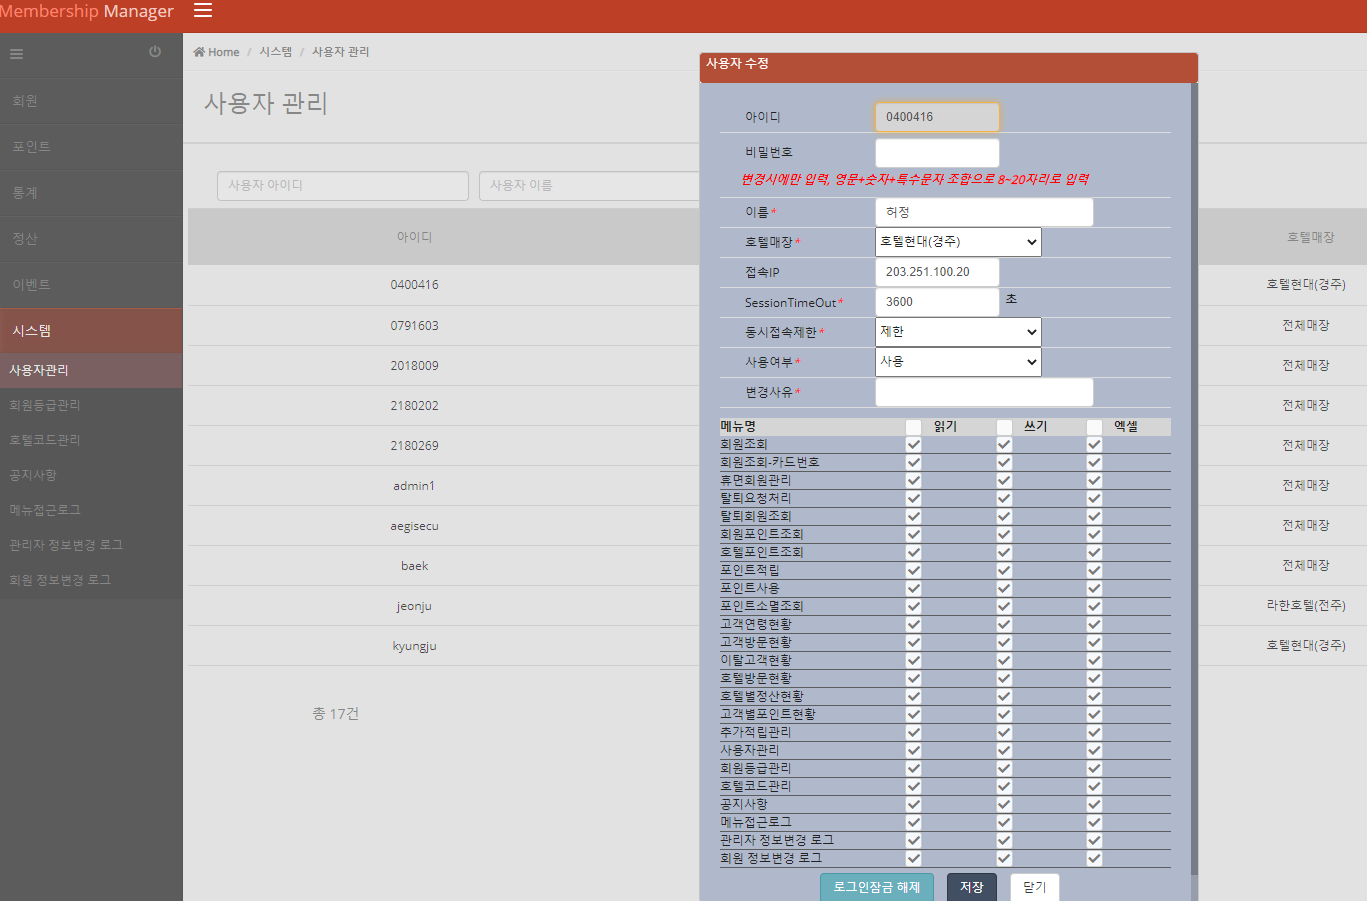 Membership Manager
Home / 시스템 / 사용자 관리
사용자 관리
회원
포인트
통계
정산
이벤트
시스템
사용자관리
회원등급관리
호텔코드관리
공지사항
메뉴접근로그
관리자 정보변경 로그
회원 정보변경 로그
사용자 아이디
사용자 이름
아이디
호텔매장
0400416
호텔현대(경주)
0791603
전체매장
2018009
전체매장
2180202
전체매장
2180269
전체매장
admin1
전체매장
aegisecu
전체매장
baek
전체매장
jeonju
라한호텔(전주)
kyungju
호텔현대(경주)
총 17건
사용자 수정
아이디 0400416
비밀번호
변경시에만 입력, 영문+숫자+특수문자 조합으로 8~20자리로 입력
이름* 허정
호텔매장* 호텔현대(경주)
접속IP 203.251.100.20
SessionTimeOut* 3600 초
동시접속제한* 제한
사용여부* 사용
변경사유*
메뉴명 읽기 쓰기 엑셀
회원조회
회원조회-카드번호
휴면회원관리
탈퇴요청처리
탈퇴회원조회
회원포인트조회
호텔포인트조회
포인트적립
포인트사용
포인트소멸조회
고객연령현황
고객방문현황
이탈고객현황
호텔방문현황
호텔별정산현황
고객별포인트현황
추가적립관리
사용자관리
회원등급관리
호텔코드관리
공지사항
메뉴접근로그
관리자 정보변경 로그
회원 정보변경 로그
로그인잠금 해제 저장 닫기